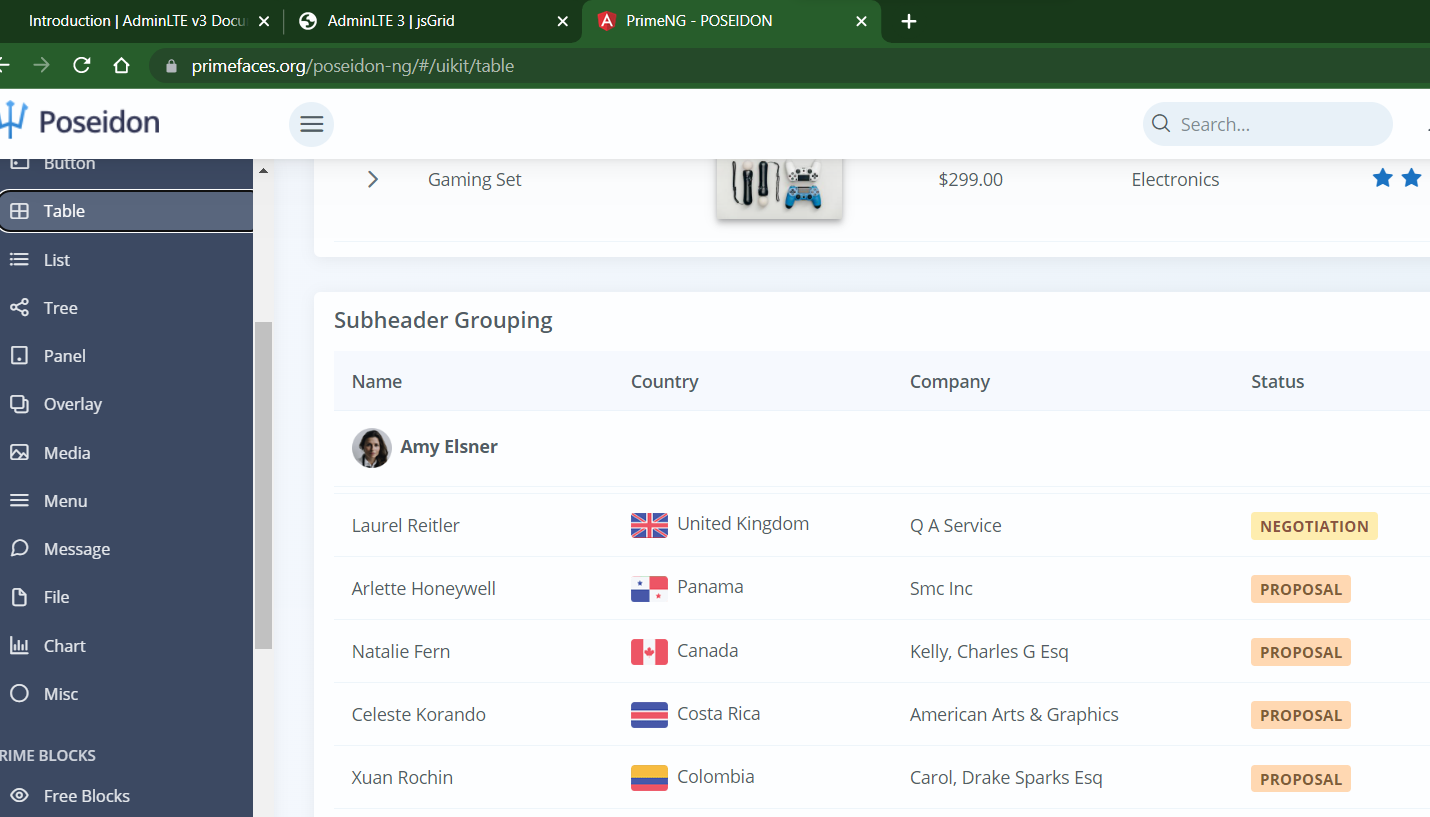 Introduction | AdminLTE v3 Docu
AdminLTE 3 | jsGrid
PrimeNG - POSEIDON
primefaces.org/poseidon-ng/#/uikit/table
Poseidon
Search...
Button
Table
List
Tree
Panel
Overlay
Media
Menu
Message
File
Chart
Misc
RIME BLOCKS
Free Blocks
Gaming Set $299.00 Electronics
Subheader Grouping
Name Country Company Status
Amy Elsner
Laurel Reitler United Kingdom Q A Service NEGOTIATION
Arlette Honeywell Panama Smc Inc PROPOSAL
Natalie Fern Canada Kelly, Charles G Esq PROPOSAL
Celeste Korando Costa Rica American Arts & Graphics PROPOSAL
Xuan Rochin Colombia Carol, Drake Sparks Esq PROPOSAL